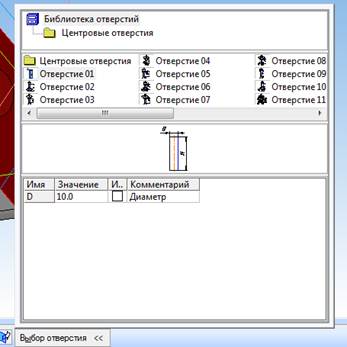 Библиотека отверстий
Центровые отверстия
Центровые отверстия Отверстие 04 Отверстие 08
Отверстие 01 Отверстие 05 Отверстие 09
Отверстие 02 Отверстие 06 Отверстие 10
Отверстие 03 Отверстие 07 Отверстие 11
Имя Значение И.. Комментарий
D 10.0 Диаметр
Выбор отверстия <<